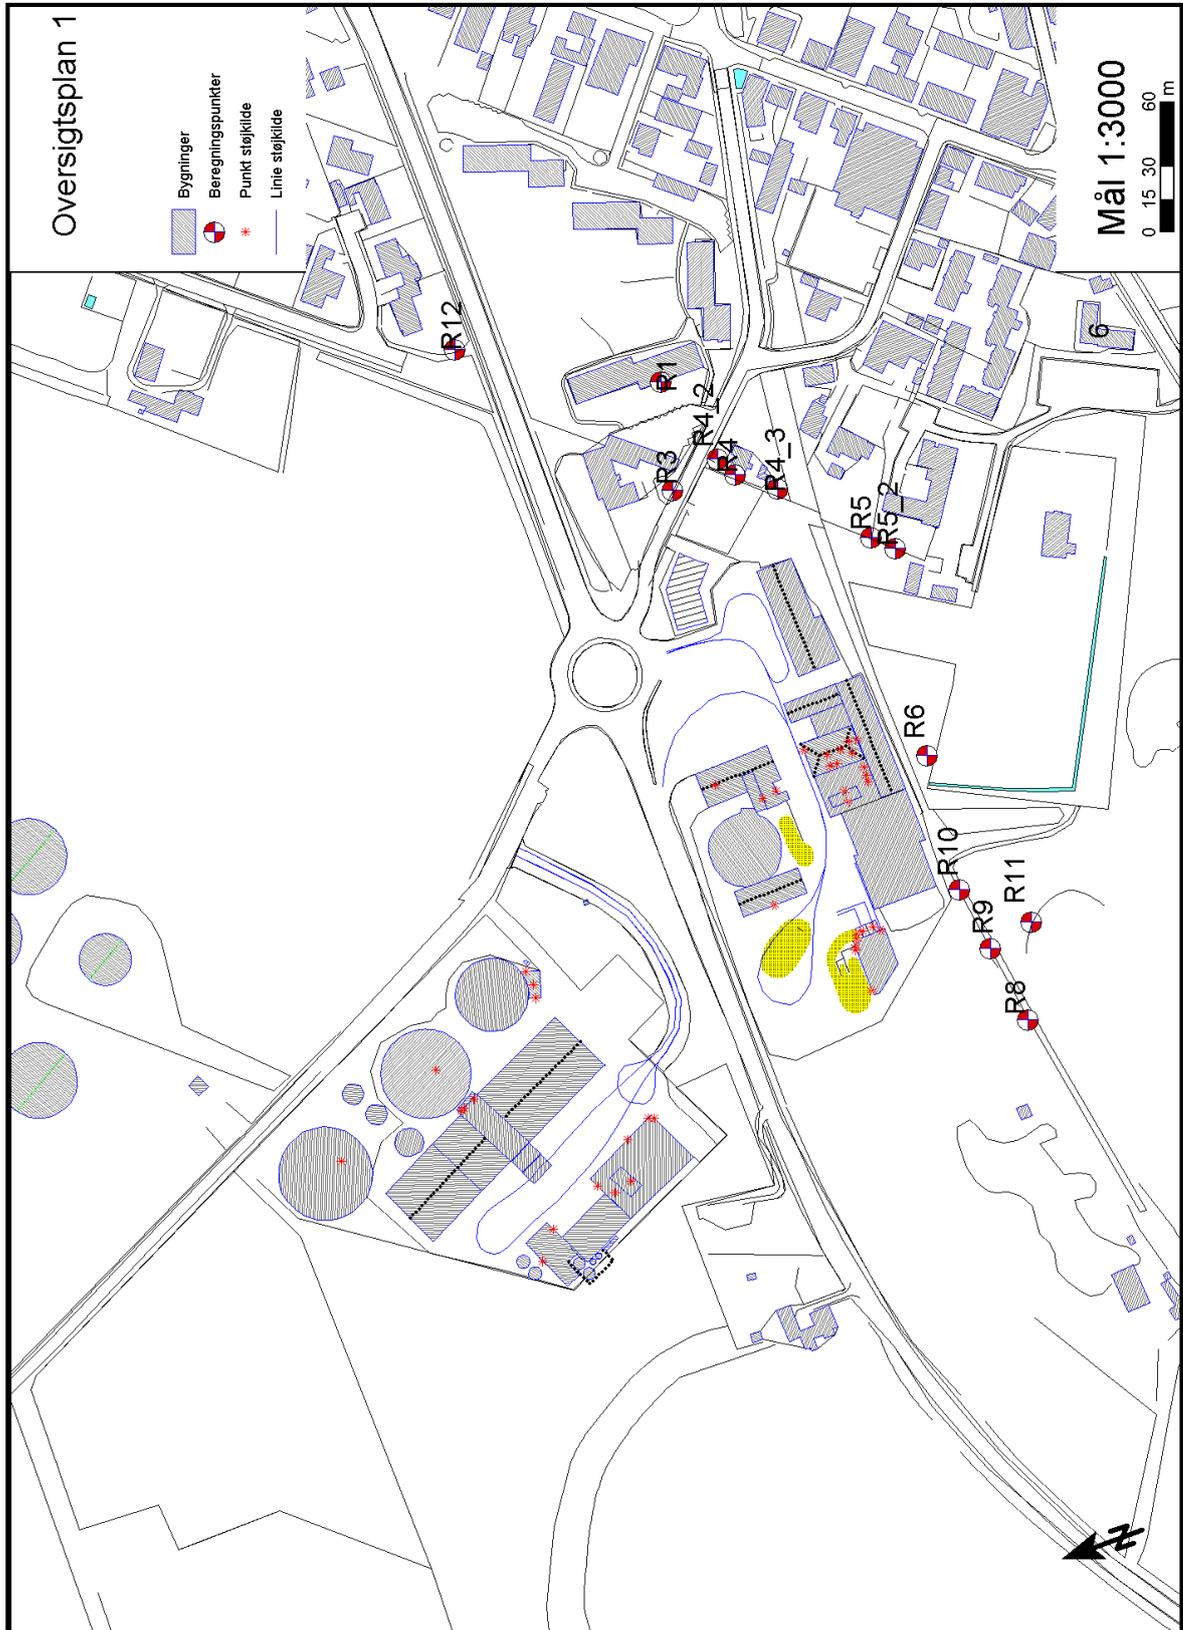 Oversigtsplan 1
Bygninger
Beregningspunkter
Punkt støjkilde
Linie støjkilde
R12
R1
R4_2
R3
R4
R4_3
R5
R5_2
6
R6
R10
R11
R9
R8
Mål 1:3000
0 15 30 60
m
N